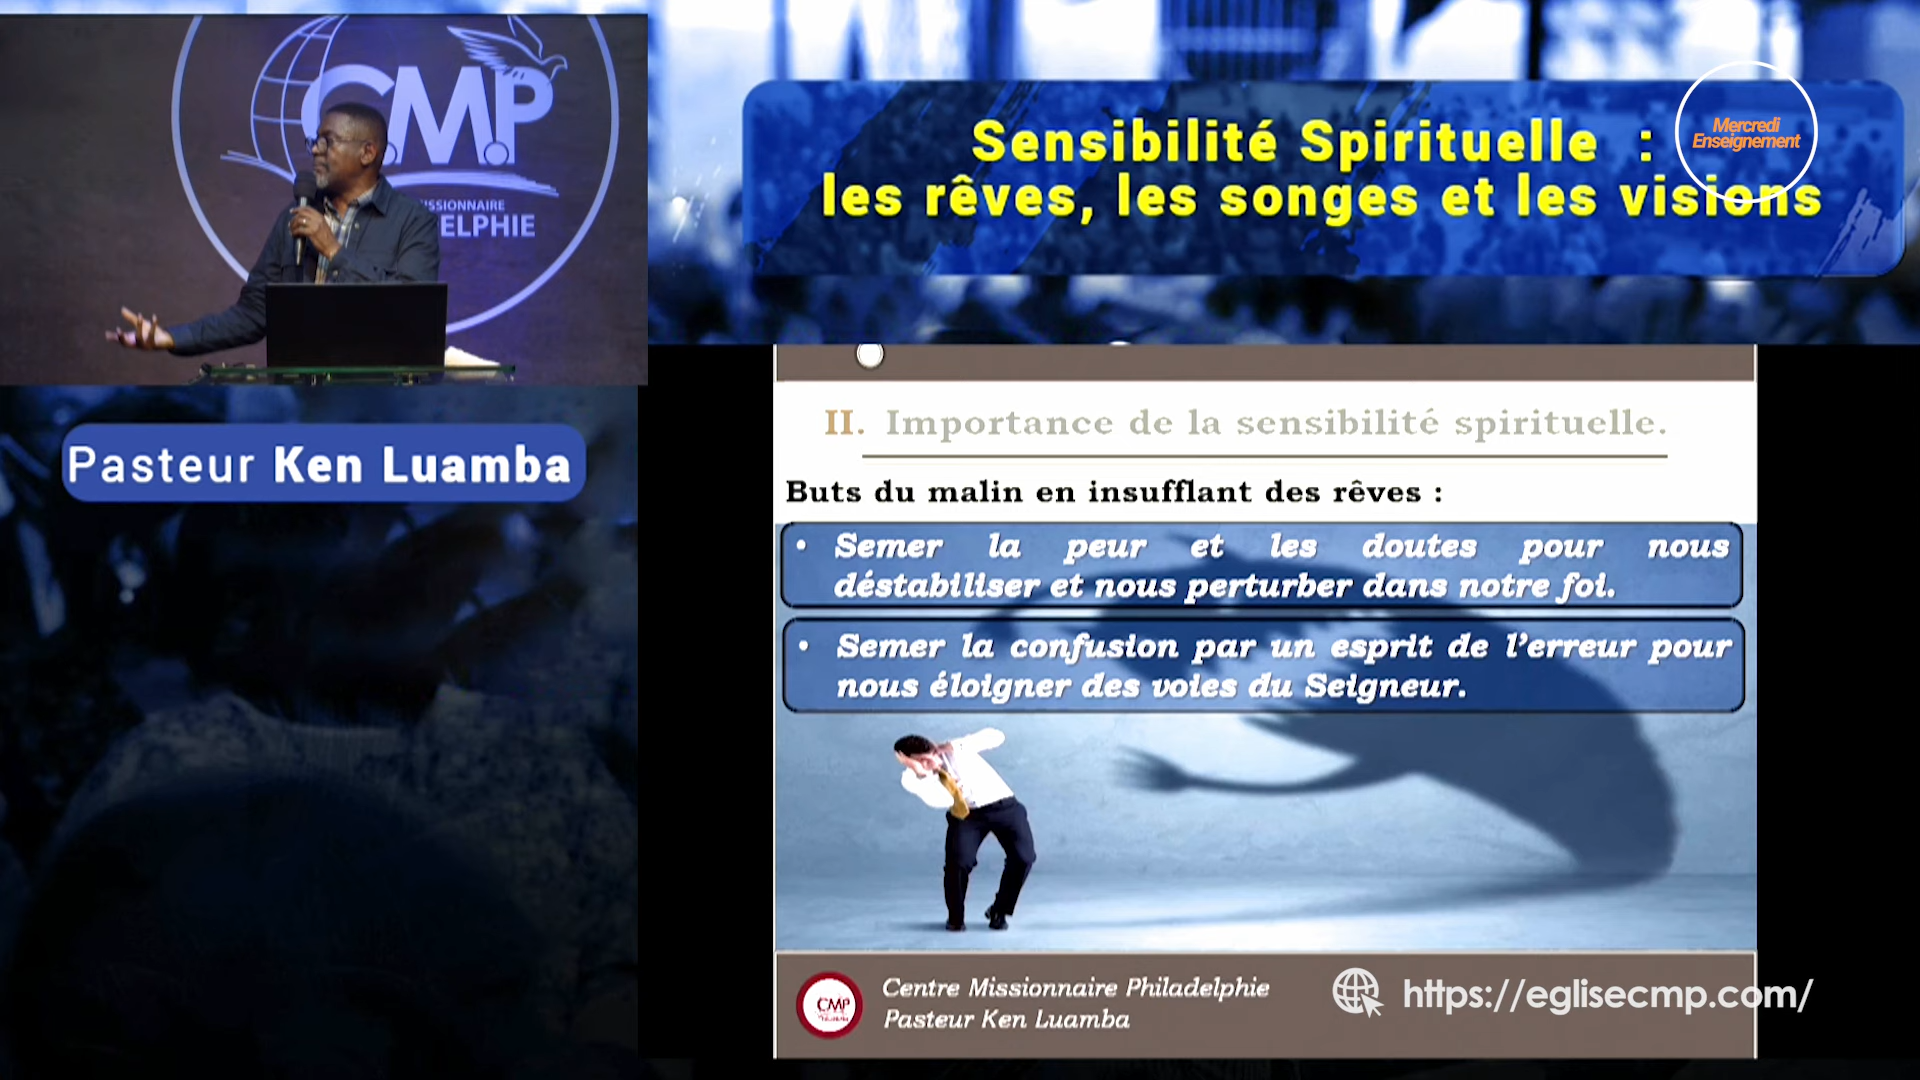 C.M.P
MISSIONNAIRE
ELPHIE
Sensibilité Spirituelle :
les rêves, les songes et les visions
Mercredi
Enseignement
Pasteur Ken Luamba
II. Importance de la sensibilité spirituelle.
Buts du malin en insufflant des rêves :
• Semer la peur et les doutes pour nous
déstabiliser et nous perturber dans notre foi.
• Semer la confusion par un esprit de l’erreur pour
nous éloigner des voies du Seigneur.
CMP
Centre Missionnaire Philadelphie
Pasteur Ken Luamba
https://eglisecmp.com/